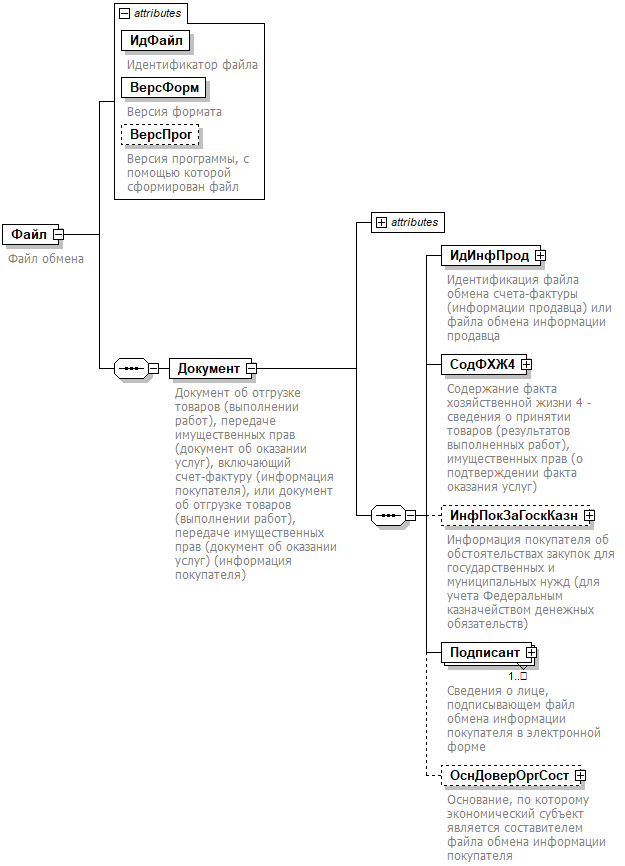 attributes
ИдФайл
Идентификатор файла
ВерсФорм
Версия формата
ВерсПрог
Версия программы, с
помощью которой
сформирован файл
Файл
Файл обмена
Документ
Документ об отгрузке
товаров (выполнении
работ), передаче
имущественных прав
(документ об оказании
услуг), включающий
счет-фактуру (информация
покупателя), или документ
об отгрузке товаров
(выполнении работ),
передаче имущественных
прав (документ об оказании
услуг) (информация
покупателя)
attributes
ИдИнфПрод
Идентификация файла
обмена счета-фактуры
(информации продавца) или
файла обмена информации
продавца
СодФХЖ4
Содержание факта
хозяйственной жизни 4 -
сведения о принятии
товаров (результатов
выполненных работ),
имущественных прав (о
подтверждении факта
оказания услуг)
ИнфПокЗаГоскКазн
Информация покупателя об
обстоятельствах закупок для
государственных и
муниципальных нужд (для
учета Федеральным
казначейством денежных
обязательств)
Подписант
1..
Сведения о лице,
подписывающем файл
обмена информации
покупателя в электронной
форме
ОснДоверОргСост
Основание, по которому
экономический субъект
является составителем
файла обмена информации
покупателя